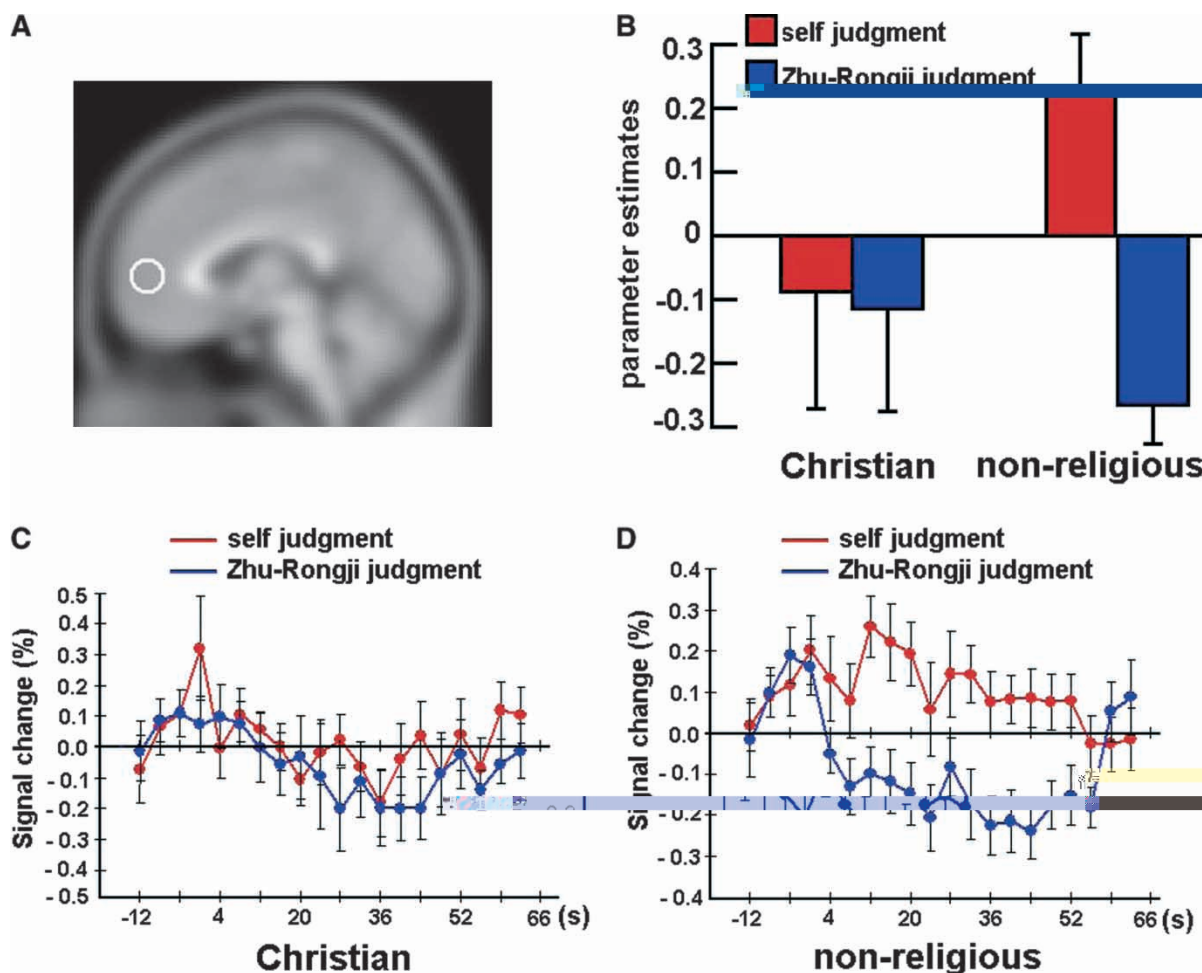 A
B
self judgment
Zhu-Rongji judgment
parameter estimates
0.3
0.2
0.1
0
-0.1
-0.2
-0.3
Christian non-religious
C
self judgment
Zhu-Rongji judgment
Signal change (%)
0.5
0.4
0.3
0.2
0.1
0.0
-0.1
-0.2
-0.3
-0.4
-0.5
-12 4 20 36 52 66 (s)
Christian
D
self judgment
Zhu-Rongji judgment
Signal change (%)
0.4
0.3
0.2
0.1
0.0
-0.1
-0.2
-0.3
-0.4
-12 4 20 36 52 66 (s)
non-religious